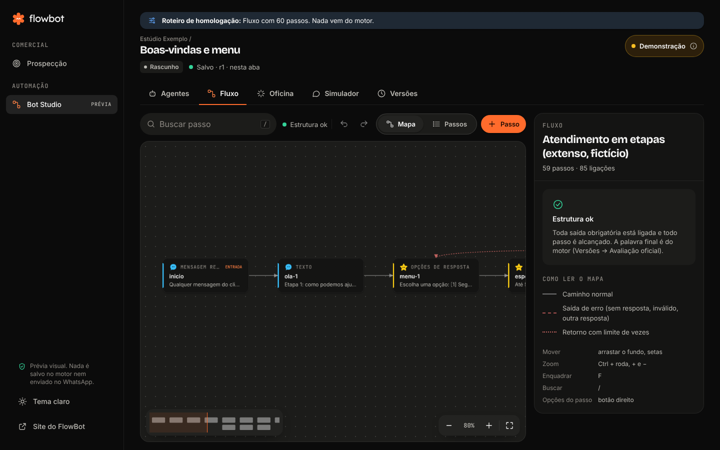 flowbot
COMERCIAL
Prospecção
AUTOMAÇÃO
Bot Studio PRÉVIA
Prévia visual. Nada é
salvo no motor nem
enviado no WhatsApp.
Tema claro
Site do FlowBot
Roteiro de homologação: Fluxo com 60 passos. Nada vem do motor.
Estúdio Exemplo /
Boas-vindas e menu
Rascunho
Salvo · r1 · nesta aba
Demonstração
Agentes
Fluxo
Oficina
Simulador
Versões
Buscar passo /
Estrutura ok
Mapa
Passos
+ Passo
MENSAGEM RE… ENTRADA
inicio
Qualquer mensagem do cli…
TEXTO
ola-1
Etapa 1: como podemos aju…
OPÇÕES DE RESPOSTA
menu-1
Escolha uma opção: [1] Seg…
− 80% +
FLUXO
Atendimento em etapas
(extenso, fictício)
59 passos · 85 ligações
Estrutura ok
Toda saída obrigatória está ligada e todo
passo é alcançado. A palavra final é do
motor (Versões → Avaliação oficial).
COMO LER O MAPA
Caminho normal
Saída de erro (sem resposta, inválido,
outra resposta)
Retorno com limite de vezes
Mover arrastar o fundo, setas
Zoom Ctrl + roda, + e −
Enquadrar F
Buscar /
Opções do passo botão direito